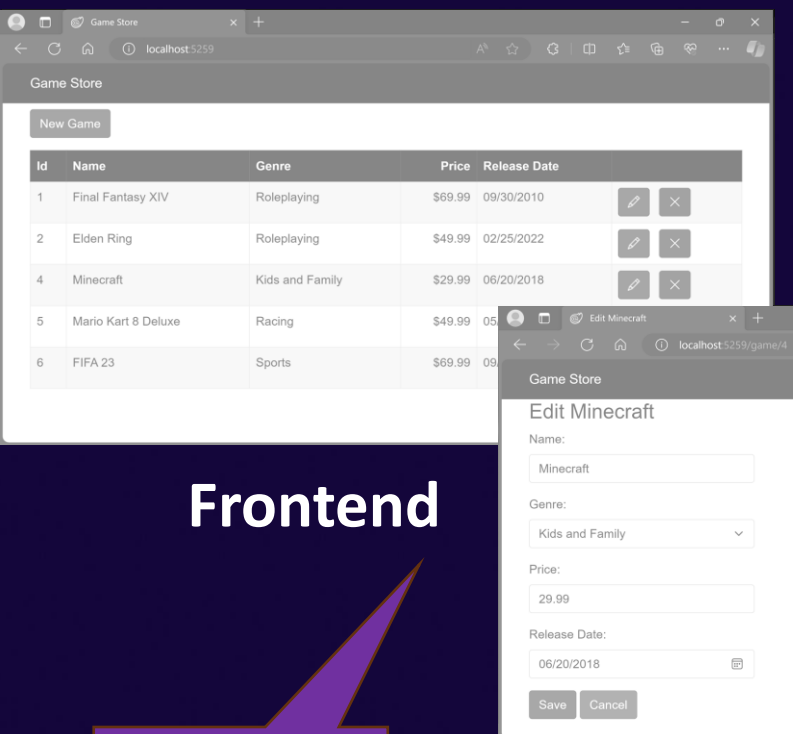 Game Store
localhost:5259
Game Store
New Game
Id Name Genre Price Release Date
1 Final Fantasy XIV Roleplaying $69.99 09/30/2010
2 Elden Ring Roleplaying $49.99 02/25/2022
4 Minecraft Kids and Family $29.99 06/20/2018
5 Mario Kart 8 Deluxe Racing $49.99 05
6 FIFA 23 Sports $69.99 09
Edit Minecraft
localhost:5259/game/4
Game Store
Edit Minecraft
Name:
Minecraft
Genre:
Kids and Family
Price:
29.99
Release Date:
06/20/2018
Save Cancel
Frontend